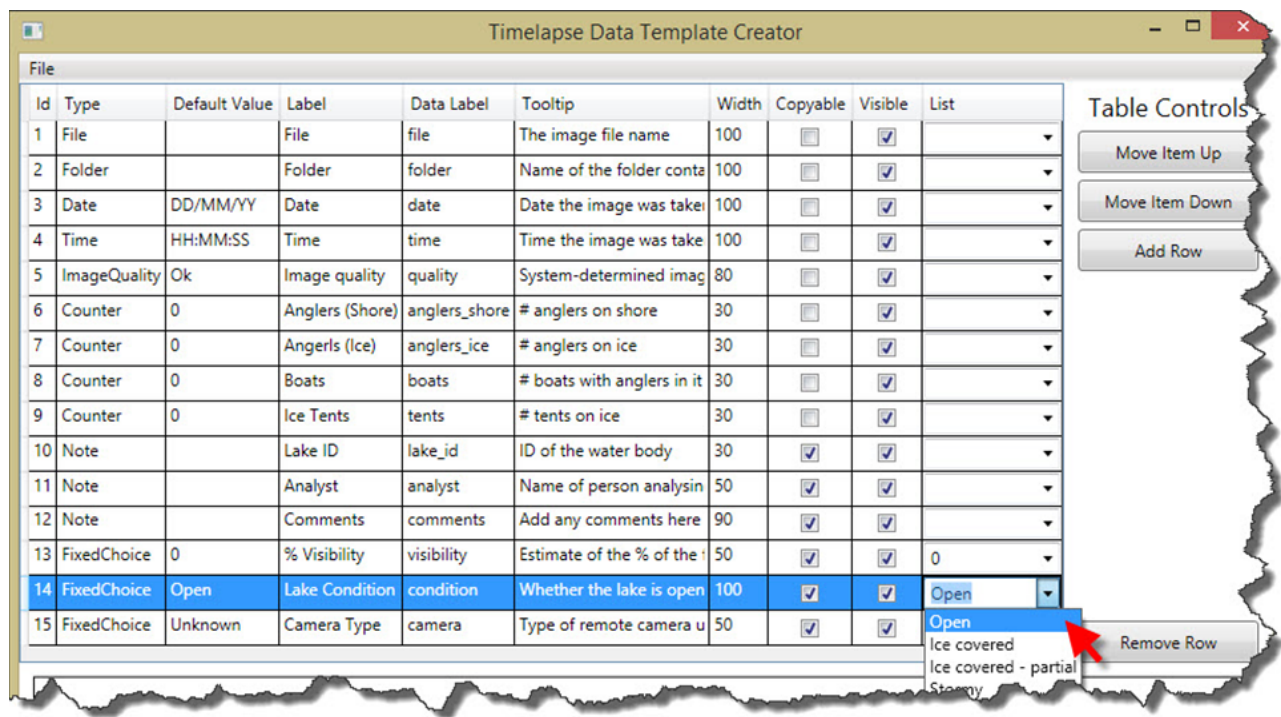 Timelapse Data Template Creator
File
Id Type Default Value Label Data Label Tooltip Width Copyable Visible List
Table Controls
1 File File file The image file name 100
Move Item Up
2 Folder Folder folder Name of the folder conta 100
3 Date DD/MM/YY Date date Date the image was taken 100
Move Item Down
4 Time HH:MM:SS Time time Time the image was take 100
Add Row
5 ImageQuality Ok Image quality quality System-determined imag 80
6 Counter 0 Anglers (Shore) anglers_shore # anglers on shore 30
7 Counter 0 Angerls (Ice) anglers_ice # anglers on ice 30
8 Counter 0 Boats boats # boats with anglers in it 30
9 Counter 0 Ice Tents tents # tents on ice 30
10 Note Lake ID lake_id ID of the water body 30
11 Note Analyst analyst Name of person analysin 50
12 Note Comments comments Add any comments here 90
13 FixedChoice 0 % Visibility visibility Estimate of the % of the 50 0
14 FixedChoice Open Lake Condition condition Whether the lake is open 100 Open
15 FixedChoice Unknown Camera Type camera Type of remote camera u 50
Open
Ice covered
Ice covered - partial
Stormy
Remove Row